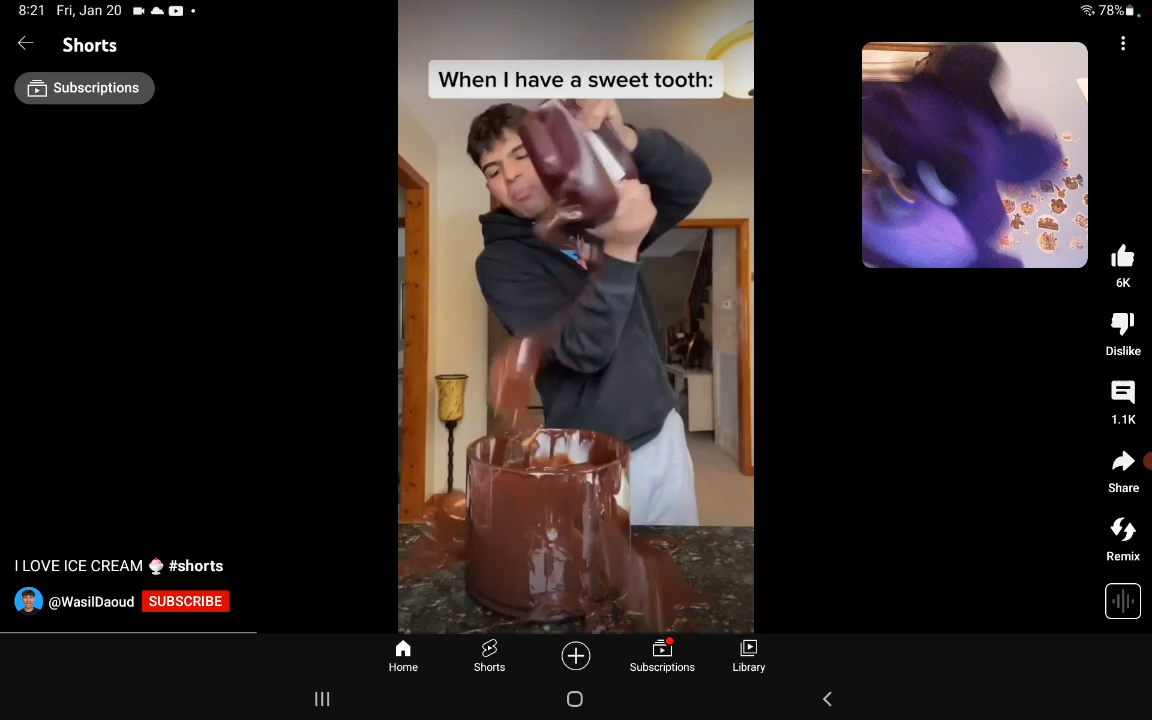 8:21 Fri, Jan 20
78%
Shorts
Subscriptions
When I have a sweet tooth:
6K
Dislike
1.1K
Share
Remix
I LOVE ICE CREAM 🍨 #shorts
@WasilDaoud SUBSCRIBE
Home Shorts Subscriptions Library